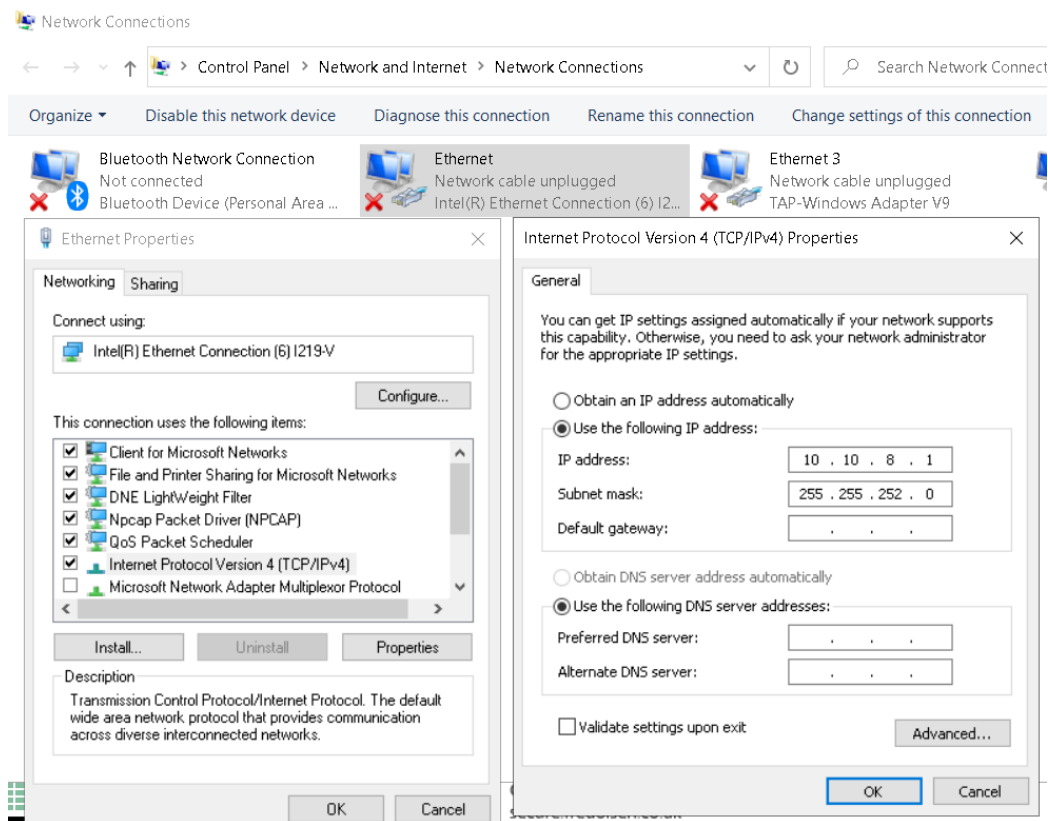 Network Connections
Control Panel > Network and Internet > Network Connections
Search Network Connect
Organize
Disable this network device
Diagnose this connection
Rename this connection
Change settings of this connection
Bluetooth Network Connection
Not connected
Bluetooth Device (Personal Area ...
Ethernet
Network cable unplugged
Intel(R) Ethernet Connection (6) I2...
Ethernet 3
Network cable unplugged
TAP-Windows Adapter V9
Ethernet Properties
Networking
Sharing
Connect using:
Intel(R) Ethernet Connection (6) I219-V
Configure...
This connection uses the following items:
Client for Microsoft Networks
File and Printer Sharing for Microsoft Networks
DNE LightWeight Filter
Npcap Packet Driver (NPCAP)
QoS Packet Scheduler
Internet Protocol Version 4 (TCP/IPv4)
Microsoft Network Adapter Multiplexor Protocol
Install...
Uninstall
Properties
Description
Transmission Control Protocol/Internet Protocol. The default
wide area network protocol that provides communication
across diverse interconnected networks.
OK
Cancel
Internet Protocol Version 4 (TCP/IPv4) Properties
General
You can get IP settings assigned automatically if your network supports
this capability. Otherwise, you need to ask your network administrator
for the appropriate IP settings.
Obtain an IP address automatically
Use the following IP address:
IP address:
10 . 10 . 8 . 1
Subnet mask:
255 . 255 . 252 . 0
Default gateway:
. . .
Obtain DNS server address automatically
Use the following DNS server addresses:
Preferred DNS server:
. . .
Alternate DNS server:
. . .
Validate settings upon exit
Advanced...
OK
Cancel